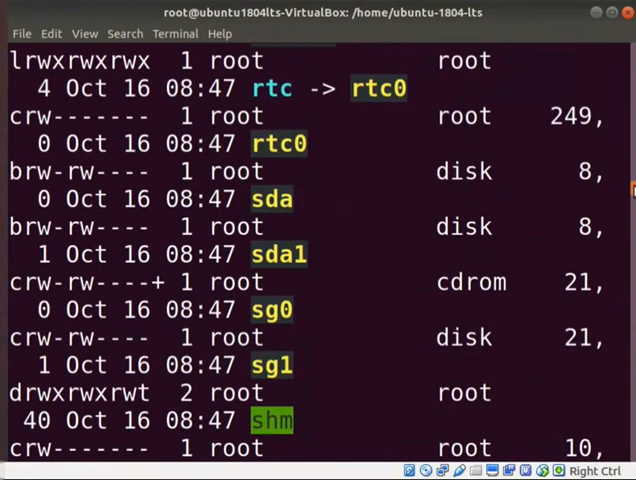 root@ubuntu1804lts-VirtualBox: /home/ubuntu-1804-lts
File Edit View Search Terminal Help
lrwxrwxrwx 1 root root
4 Oct 16 08:47 rtc -> rtc0
crw------- 1 root root 249,
0 Oct 16 08:47 rtc0
brw-rw---- 1 root disk 8,
0 Oct 16 08:47 sda
brw-rw---- 1 root disk 8,
1 Oct 16 08:47 sda1
crw-rw----+ 1 root cdrom 21,
0 Oct 16 08:47 sg0
crw-rw---- 1 root disk 21,
1 Oct 16 08:47 sg1
drwxrwxrwt 2 root root
40 Oct 16 08:47 shm
crw------- 1 root root 10,
Right Ctrl